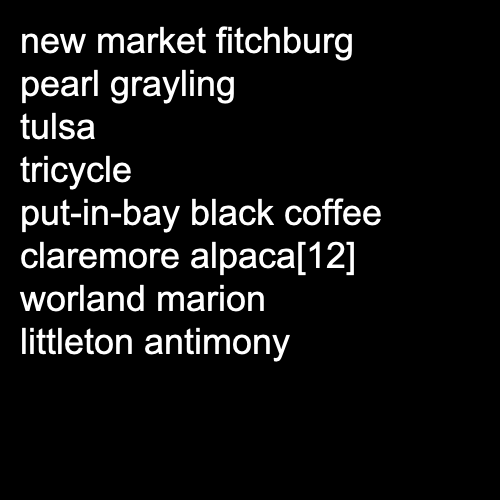 new market fitchburg
pearl grayling
tulsa
tricycle
put-in-bay black coffee
claremore alpaca[12]
worland marion
littleton antimony